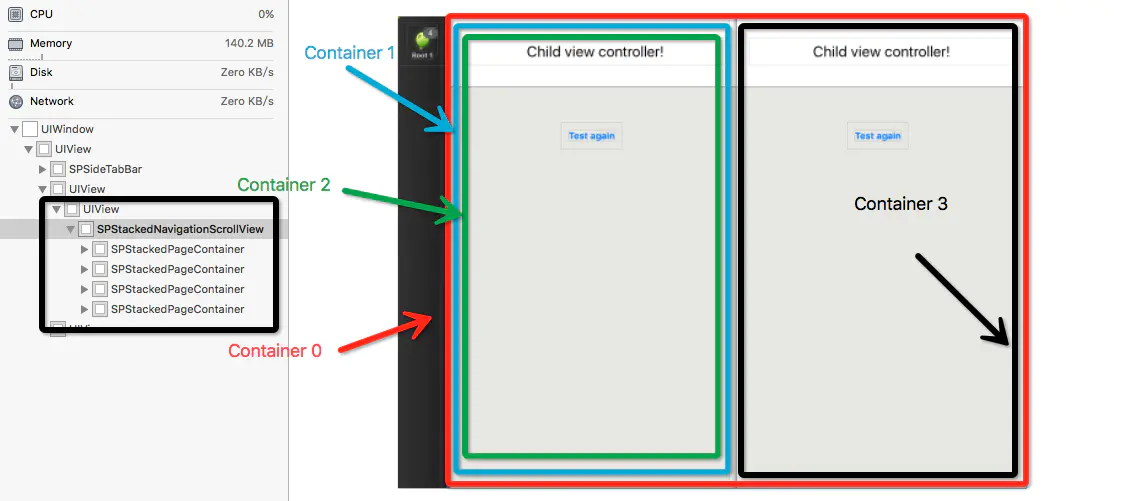 CPU 0%
Memory 140.2 MB
Disk Zero KB/s
Network Zero KB/s
UIWindow
UIView
SPSideTabBar
UIView
UIView
SPStackedNavigationScrollView
SPStackedPageContainer
SPStackedPageContainer
SPStackedPageContainer
SPStackedPageContainer
4
Root 1
Container 1
Container 2
Container 0
Child view controller!
Test again
Child view controller!
Test again
Container 3